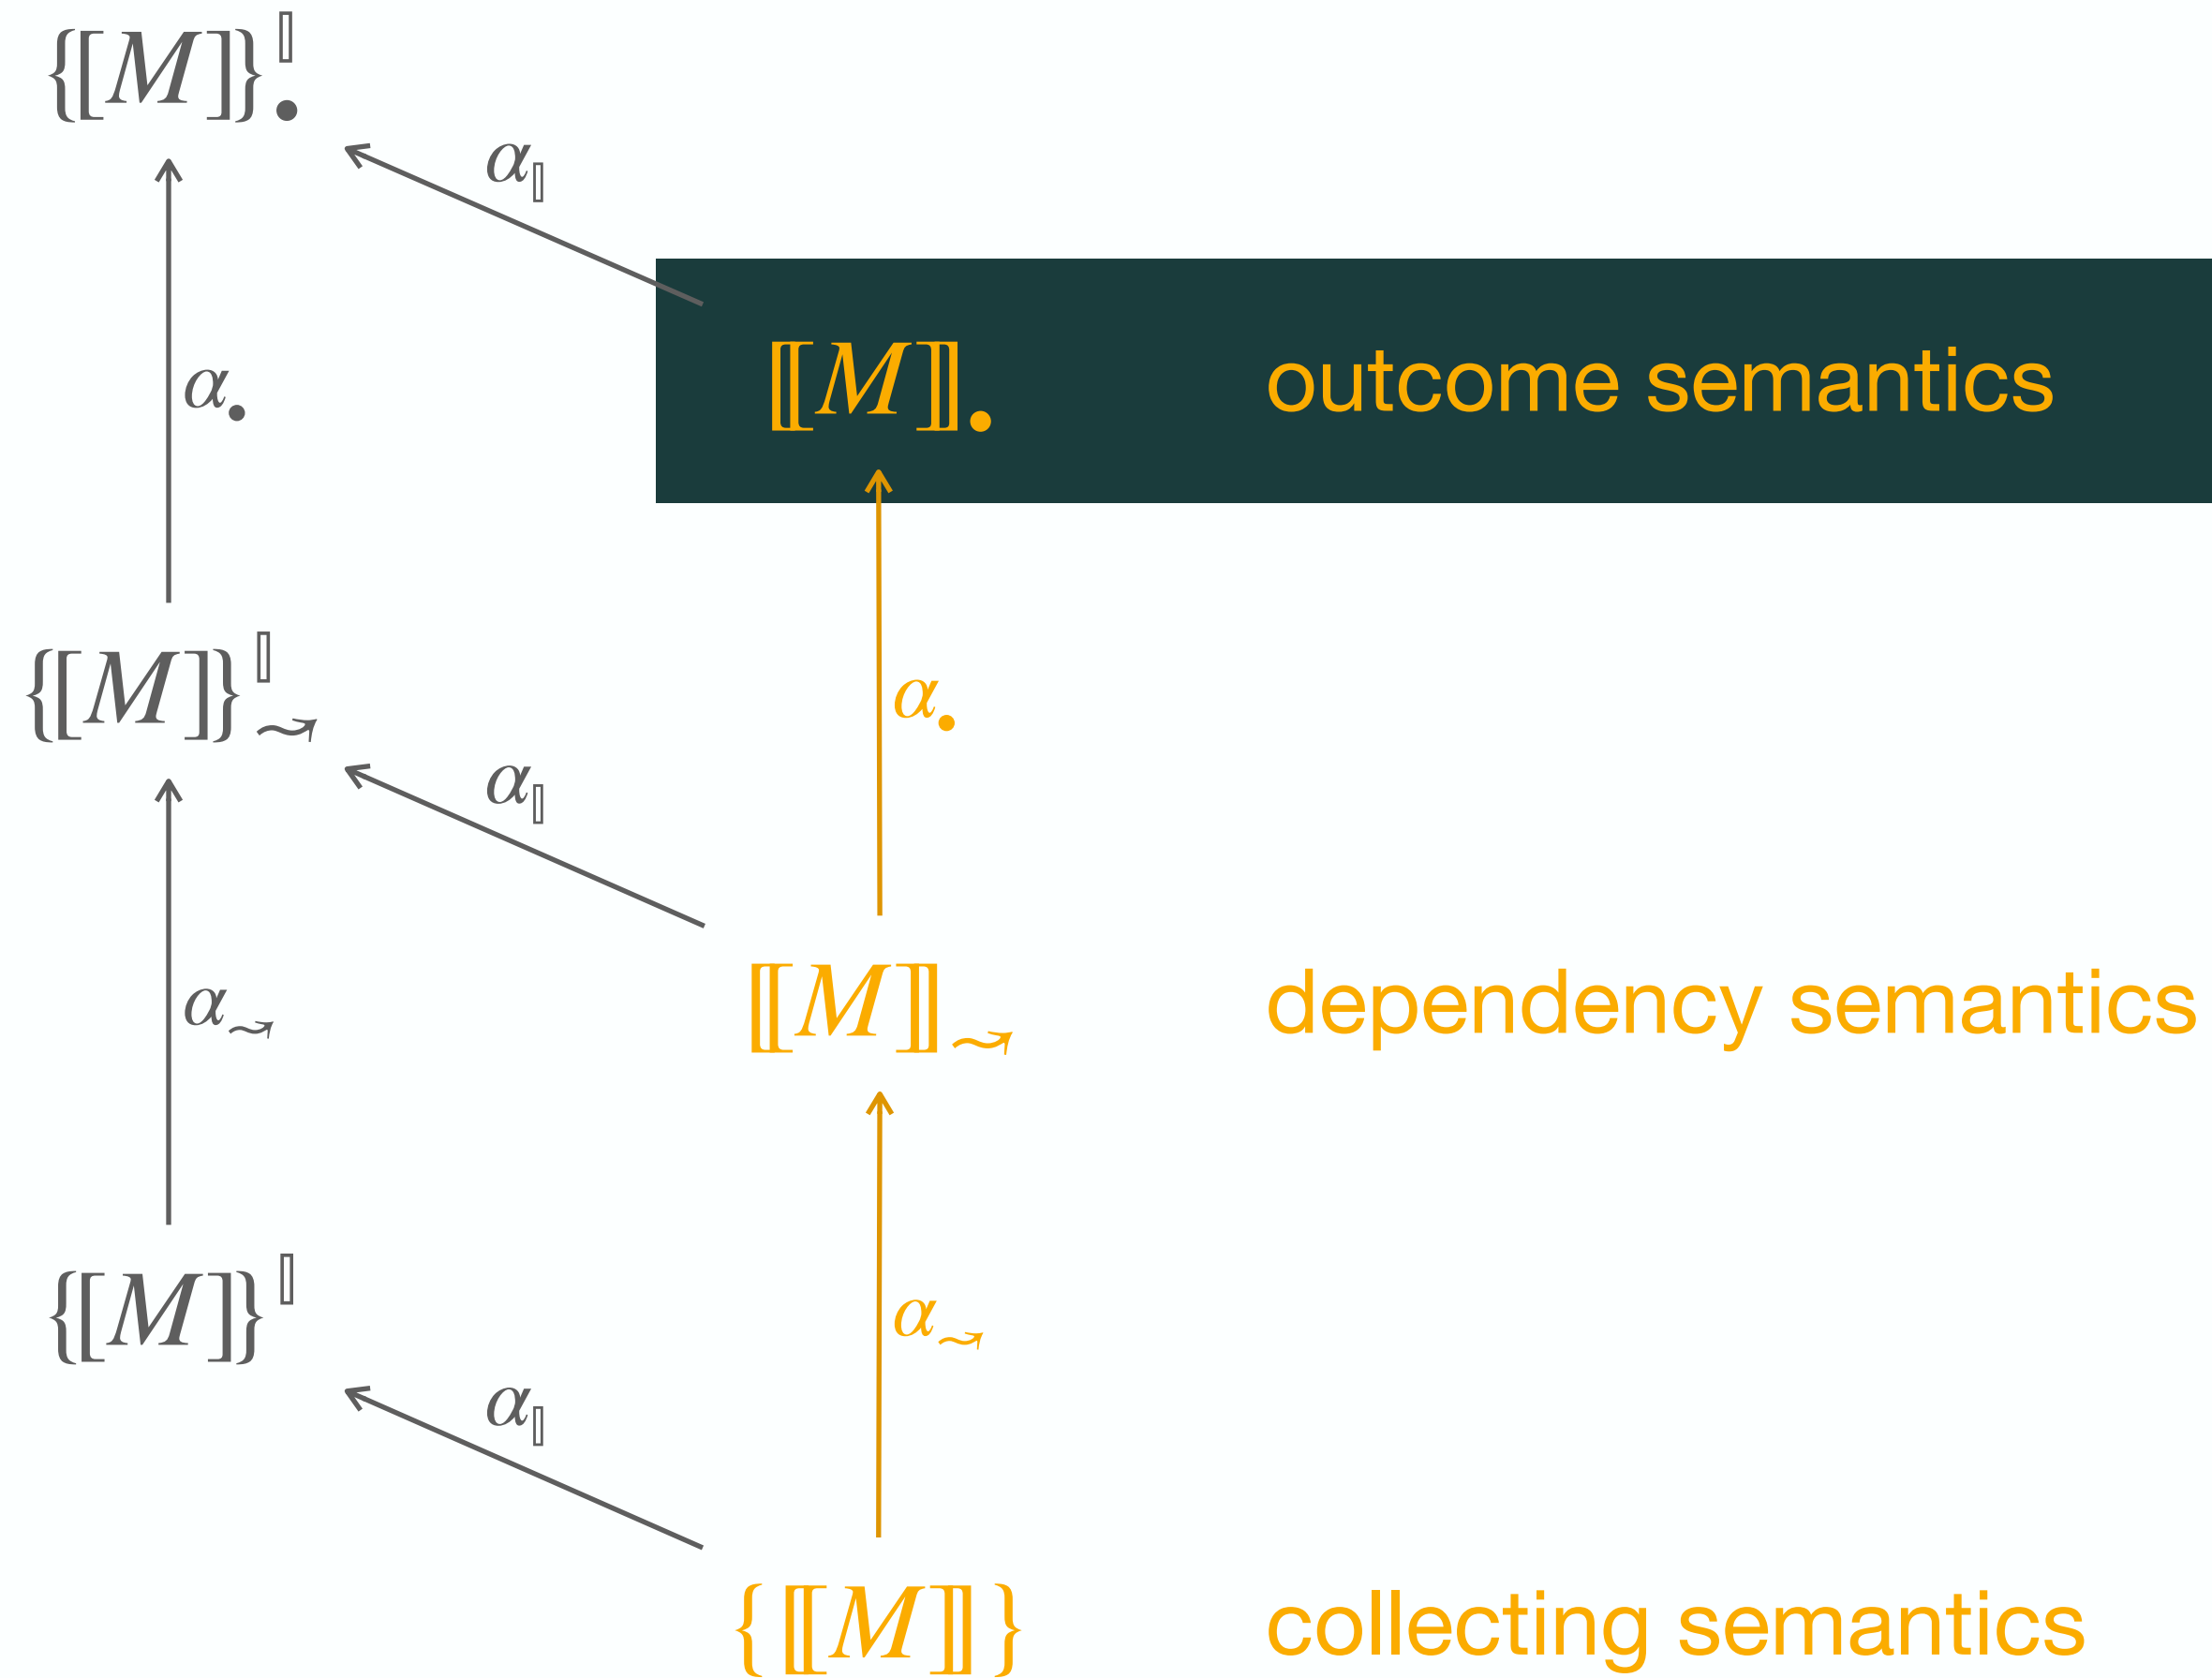 {[M]}•▯
α▯
α•
⟦M⟧• outcome semantics
α•
{[M]}⇝▯
α▯
α⇝
⟦M⟧⇝ dependency semantics
{[M]}▯
α⇝
α▯
{⟦M⟧} collecting semantics